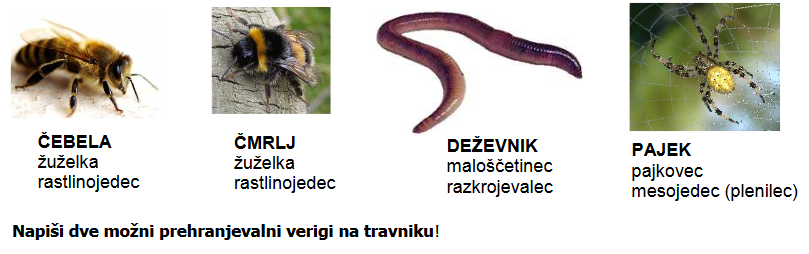 ČEBELA
žuželka
rastlinojedec
ČMRLJ
žuželka
rastlinojedec
DEŽEVNIK
maloščetinec
razkrojevalec
PAJEK
pajkovec
mesojedec (plenilec)
Napiši dve možni prehranjevalni verigi na travniku!